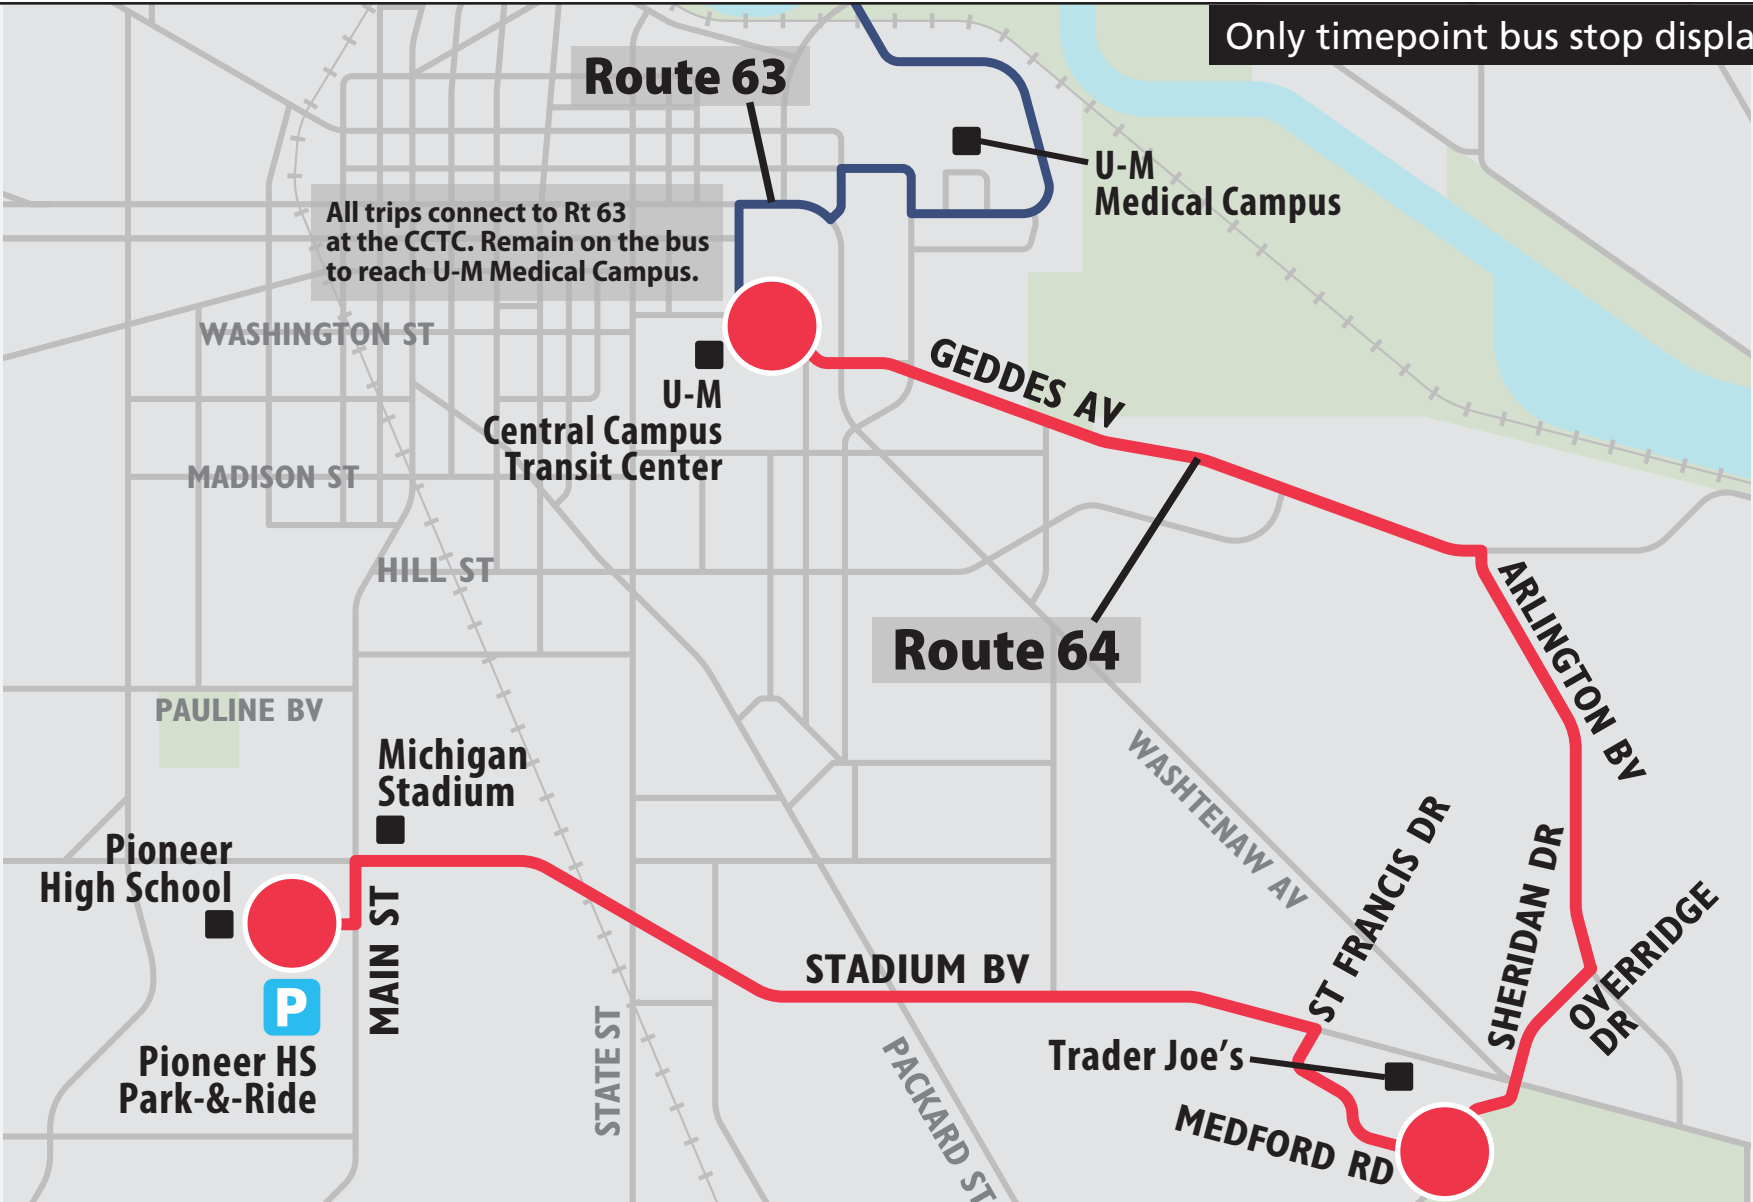 Only timepoint bus stop displa
Route 63
U-M
Medical Campus
All trips connect to Rt 63
at the CCTC. Remain on the bus
to reach U-M Medical Campus.
WASHINGTON ST
GEDDES AV
U-M
Central Campus
Transit Center
MADISON ST
HILL ST
ARLINGTON BV
Route 64
PAULINE BV
Michigan
Stadium
WASHTENAW AV
Pioneer
High School
MAIN ST
ST FRANCIS DR
SHERIDAN DR
OVERRIDGE
DR
STADIUM BV
P
Pioneer HS
Park-&-Ride
STATE ST
PACKARD ST
Trader Joe's
MEDFORD RD